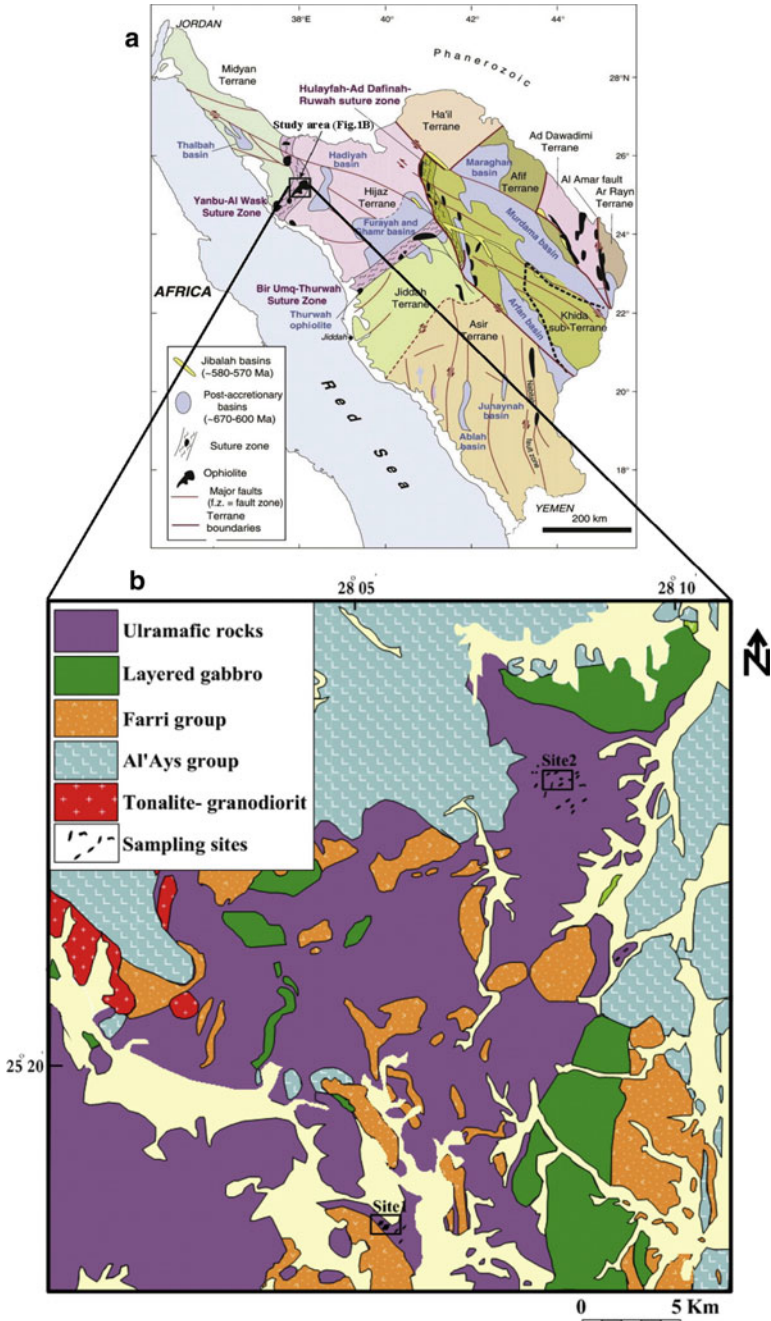 JORDAN
38°E
40
42
44
a
Midyan
Terrane
Phanerozoic
28°N
Hulayfah-Ad Dafinah-
Ruwah suture zone
Ha'il
Terrane
Study area (Fig.1B)
Ad Dawadimi
Terrane
Thalbah
basin
Hadiyah
basin
Maraghan
basin
26
Afif
Terrane
Al Amar fault
Ar Rayn
Terrane
Hijaz
Terrane
Yanbu-Al Wask
Suture Zone
Furayah and
Ghamr basins
Murdama basin
24
AFRICA
Bir Umq-Thurwah
Suture Zone
Jiddah
Terrane
Thurwah
ophiolite
Arfan basin
Khida
sub-Terrane
22
Jiddah
Asir
Terrane
Jibalah basins
(~580-570 Ma)
Post-accretionary
basins
(~670-600 Ma)
Suture zone
Ophiolite
Major faults
(f.z. = fault zone)
Terrane
boundaries
Red Sea
20
Junaynah
basin
Ablah
basin
fault zone
18°
YEMEN
200 km
b
28° 05'
28° 10'
N
Ulramafic rocks
Layered gabbro
Farri group
Al'Ays group
Tonalite- granodiorit
Sampling sites
Site2
25° 20'
Site1
0 5 Km